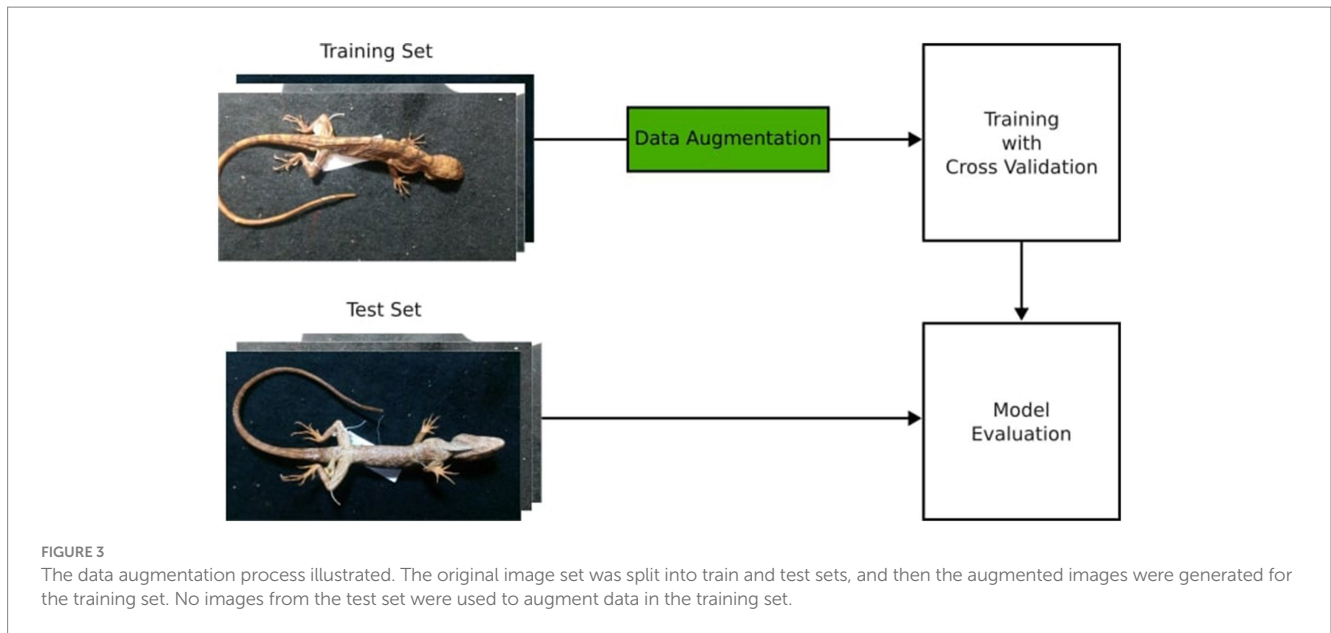 Training Set
Data Augmentation
Training
with
Cross Validation
Test Set
Model
Evaluation
FIGURE 3
The data augmentation process illustrated. The original image set was split into train and test sets, and then the augmented images were generated for
the training set. No images from the test set were used to augment data in the training set.